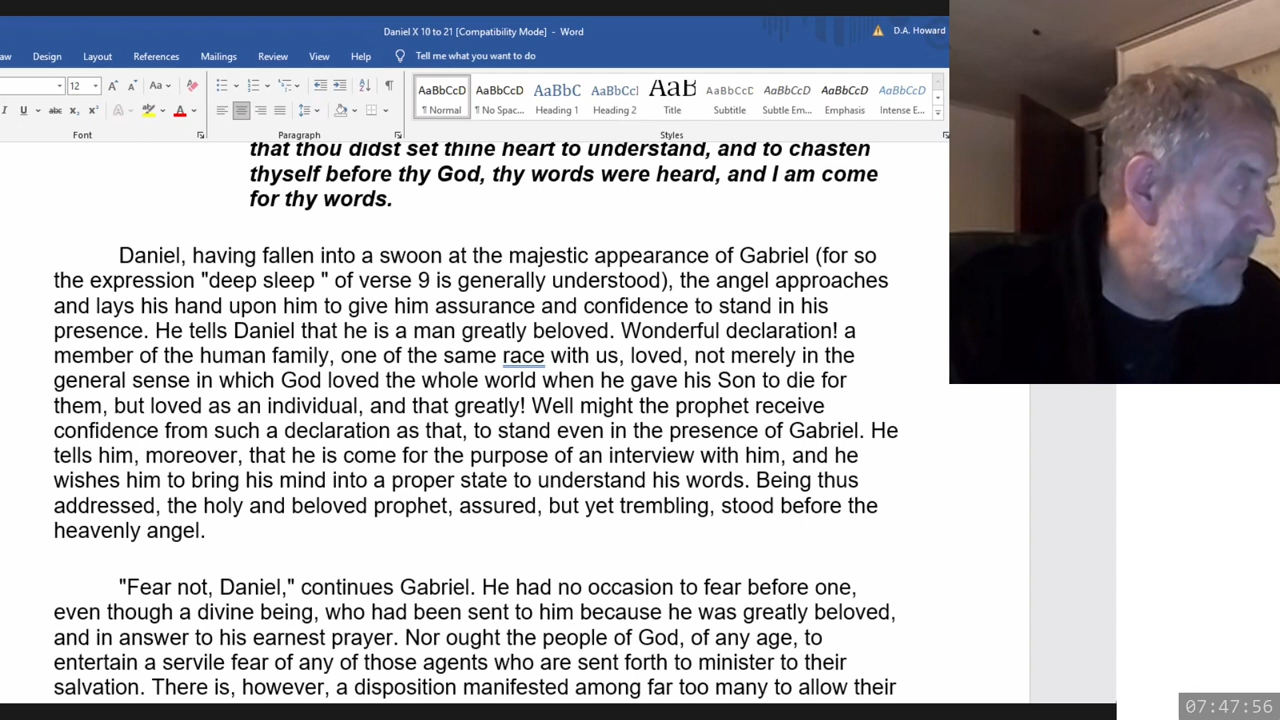 Daniel X 10 to 21 [Compatibility Mode] - Word
D.A. Howard
aw Design Layout References Mailings Review View Help Tell me what you want to do
12
Aa
AaBbCcD AaBbCcD AaBbC AaBbCcI AaB AaBbCcD AaBbCcD AaBbCcD AaBbCcD
¶ Normal ¶ No Spac... Heading 1 Heading 2 Title Subtitle Subtle Em... Emphasis Intense E...
Font Paragraph Styles
that thou didst set thine heart to understand, and to chasten
thyself before thy God, thy words were heard, and I am come
for thy words.
Daniel, having fallen into a swoon at the majestic appearance of Gabriel (for so
the expression "deep sleep " of verse 9 is generally understood), the angel approaches
and lays his hand upon him to give him assurance and confidence to stand in his
presence. He tells Daniel that he is a man greatly beloved. Wonderful declaration! a
member of the human family, one of the same race with us, loved, not merely in the
general sense in which God loved the whole world when he gave his Son to die for
them, but loved as an individual, and that greatly! Well might the prophet receive
confidence from such a declaration as that, to stand even in the presence of Gabriel. He
tells him, moreover, that he is come for the purpose of an interview with him, and he
wishes him to bring his mind into a proper state to understand his words. Being thus
addressed, the holy and beloved prophet, assured, but yet trembling, stood before the
heavenly angel.
"Fear not, Daniel," continues Gabriel. He had no occasion to fear before one,
even though a divine being, who had been sent to him because he was greatly beloved,
and in answer to his earnest prayer. Nor ought the people of God, of any age, to
entertain a servile fear of any of those agents who are sent forth to minister to their
salvation. There is, however, a disposition manifested among far too many to allow their
07:47:56